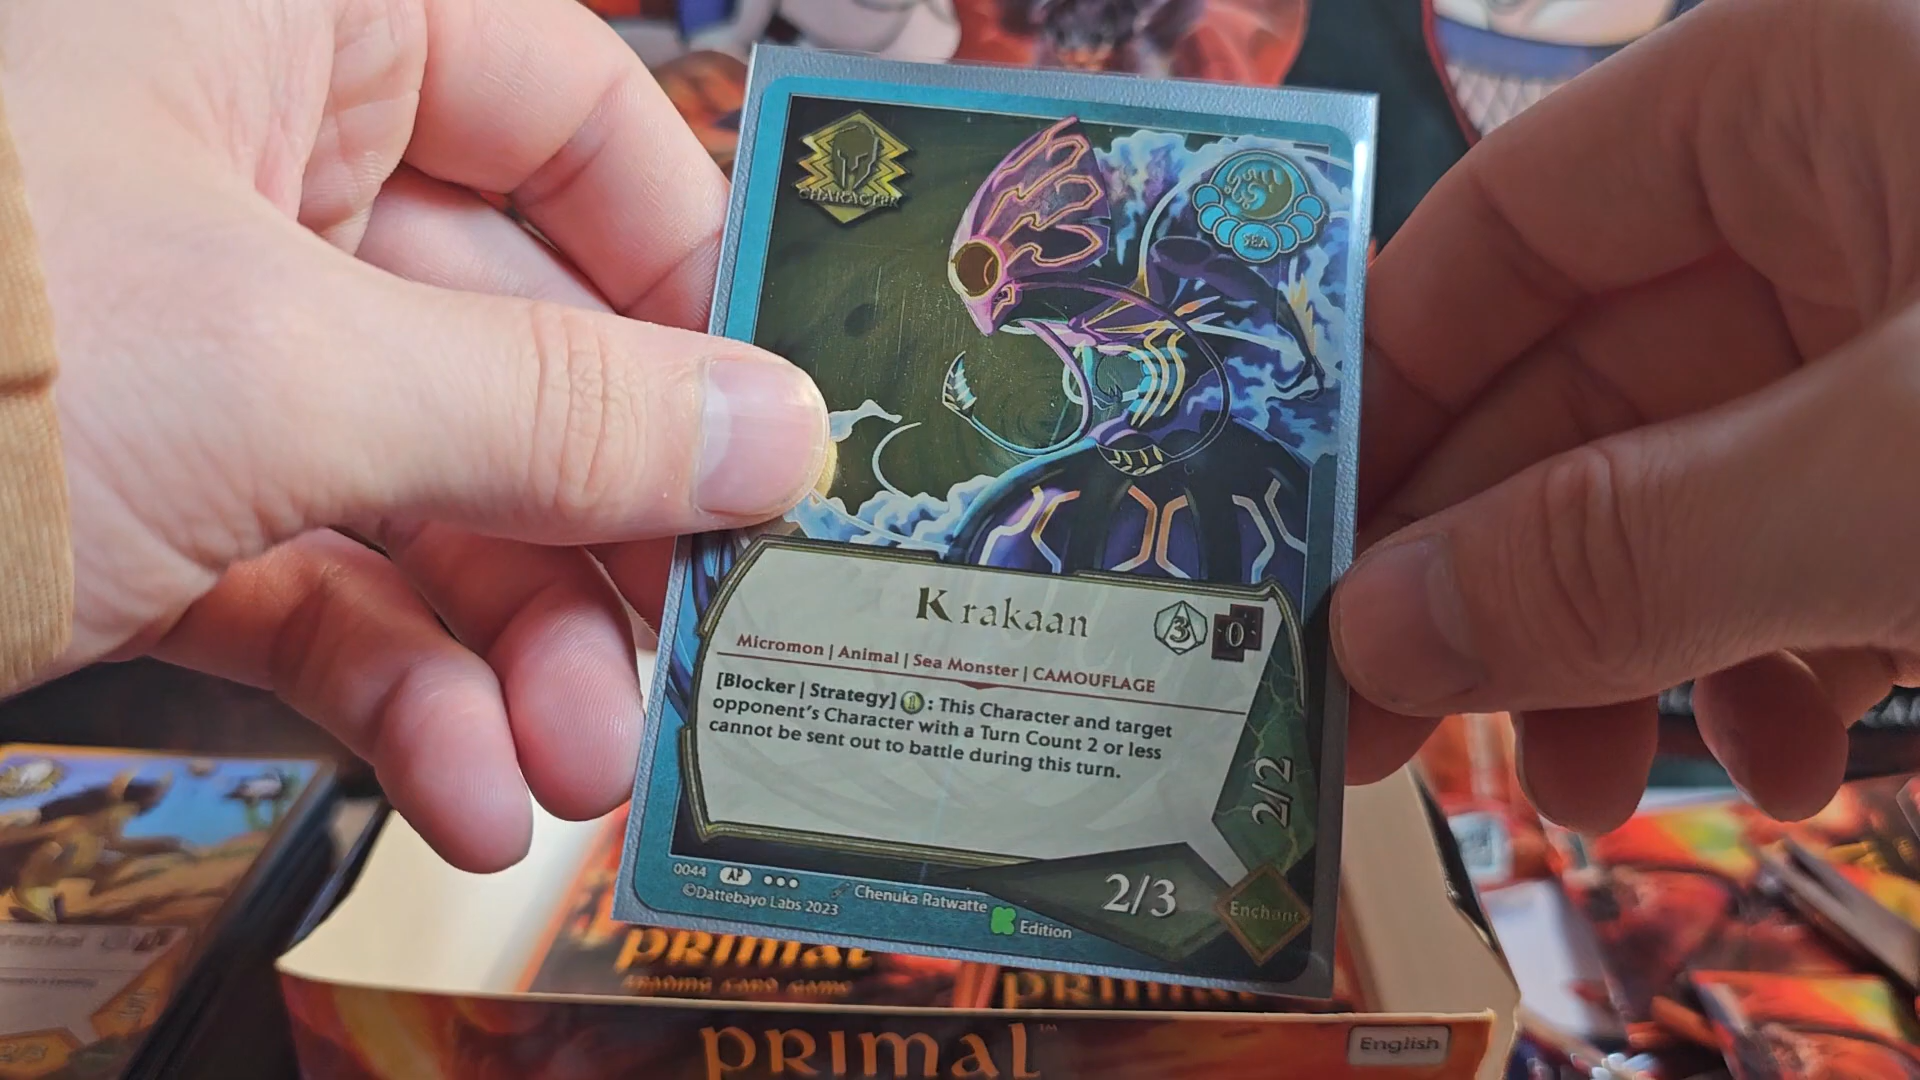 CHARACTER
SEA
Krakaan
3
0
Micromon | Animal | Sea Monster | CAMOUFLAGE
[Blocker | Strategy] 1 : This Character and target
opponent's Character with a Turn Count 2 or less
cannot be sent out to battle during this turn.
2/2
2/3
Enchant
0044 AP
Chenuka Ratwatte
©Dattebayo Labs 2023
Edition
PRIMAL
TRADING CARD GAME
PRIMAL
PRIMAL™
English